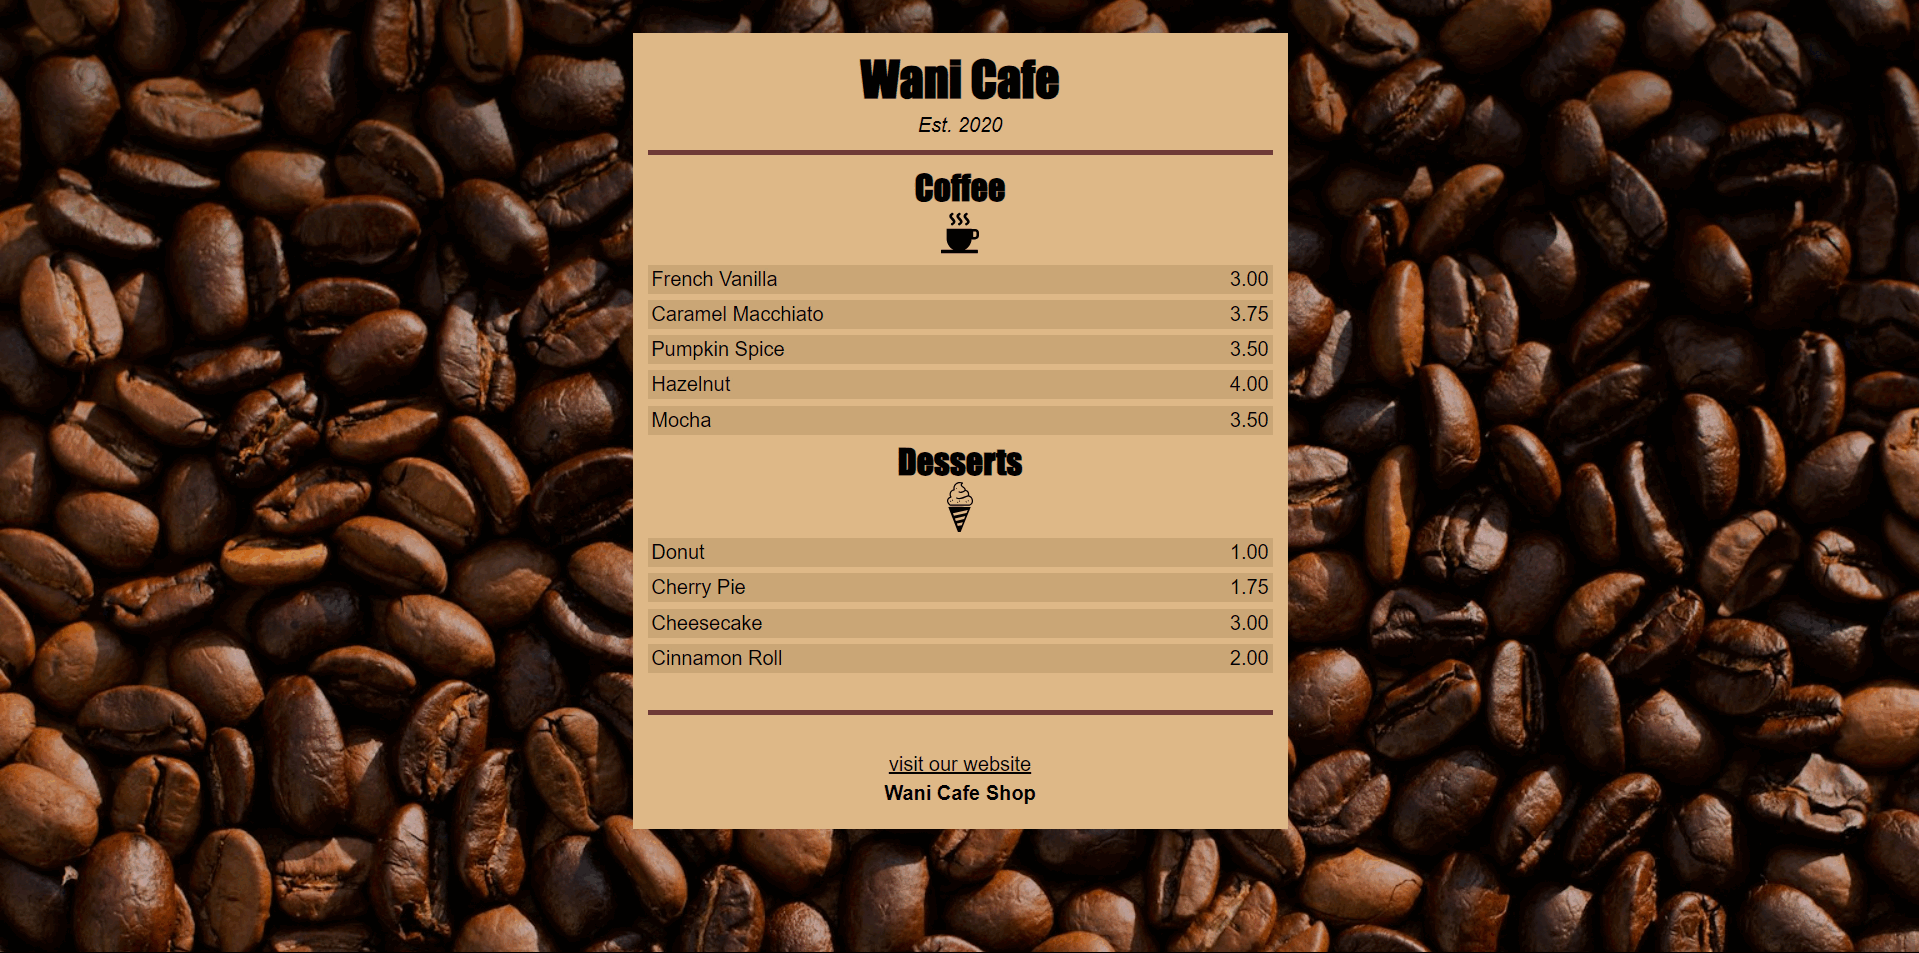 Wani Cafe
Est. 2020
Coffee
French Vanilla 3.00
Caramel Macchiato 3.75
Pumpkin Spice 3.50
Hazelnut 4.00
Mocha 3.50
Desserts
Donut 1.00
Cherry Pie 1.75
Cheesecake 3.00
Cinnamon Roll 2.00
visit our website
Wani Cafe Shop